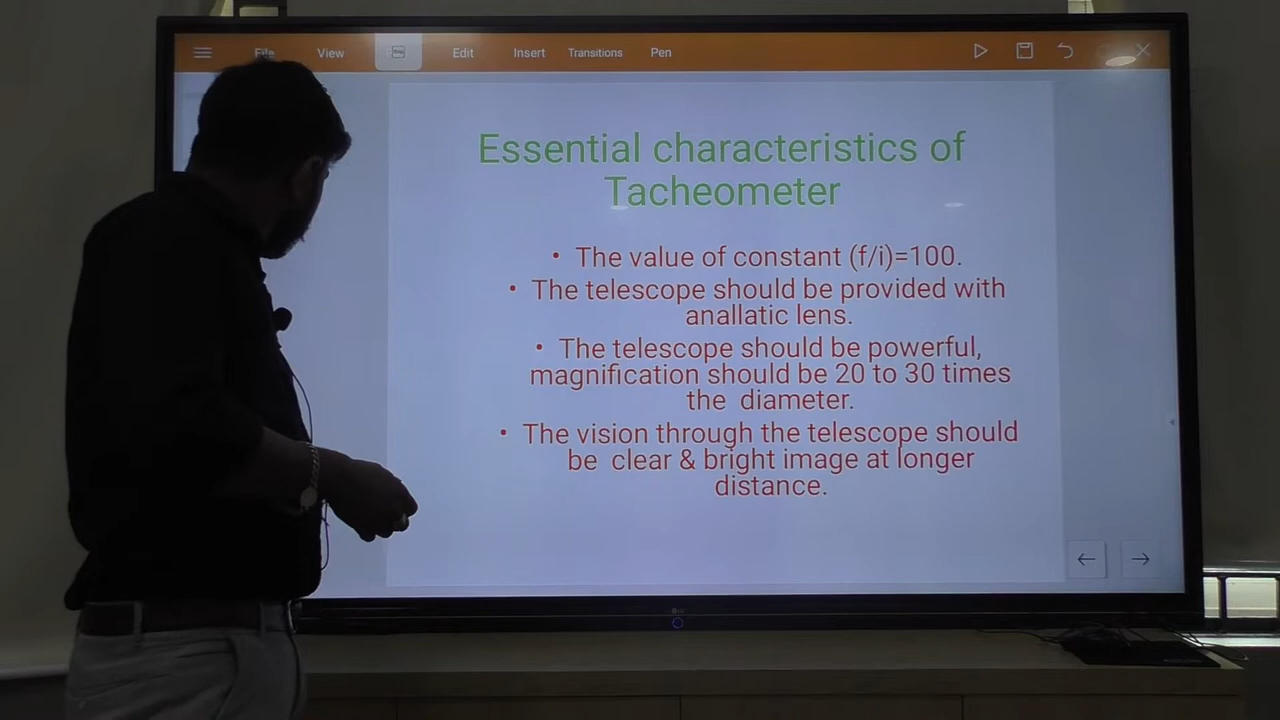 File View Edit Insert Transitions Pen
Essential characteristics of
Tacheometer
• The value of constant (f/i)=100.
• The telescope should be provided with
anallatic lens.
• The telescope should be powerful,
magnification should be 20 to 30 times
the diameter.
• The vision through the telescope should
be clear & bright image at longer
distance.